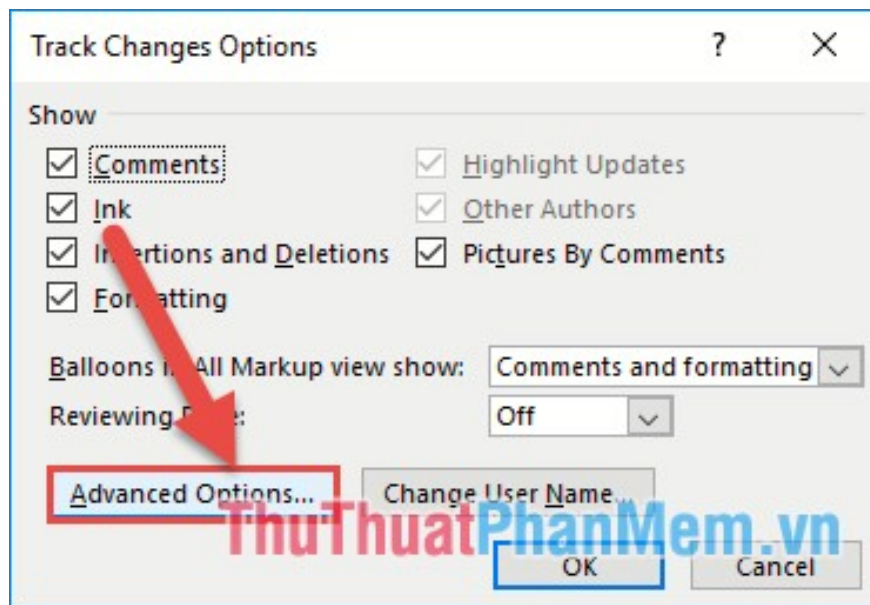 Track Changes Options ?
Show
Comments Highlight Updates
Ink Other Authors
Insertions and Deletions Pictures By Comments
Formatting
Balloons in All Markup view show: Comments and formatting
Reviewing Pane: Off
Advanced Options... Change User Name...
ThuThuatPhanMem.vn
OK Cancel